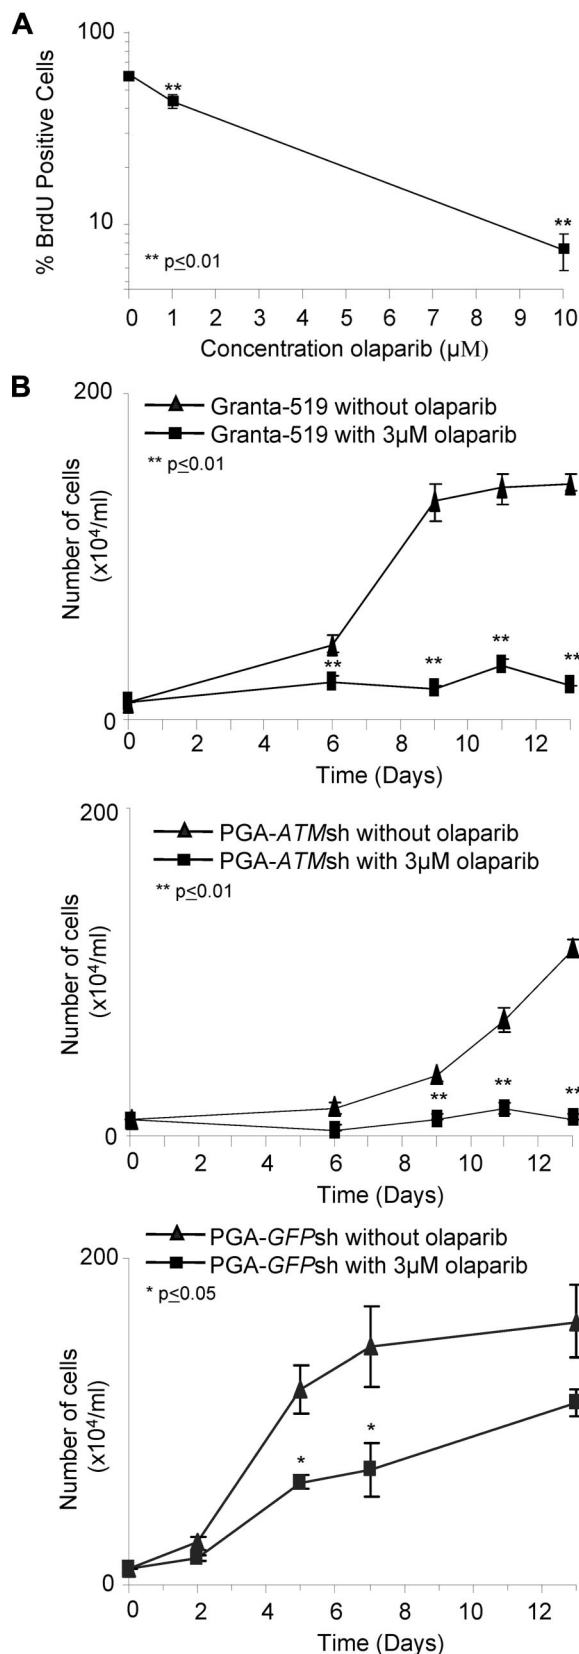 A
100
10
% BrdU Positive Cells
**
**
** p≤0.01
0 1 2 3 4 5 6 7 8 9 10
Concentration olaparib (μM)
B
200
Granta-519 without olaparib
Granta-519 with 3μM olaparib
** p≤0.01
Number of cells
(x10⁴/ml)
** ** ** **
0
0 2 4 6 8 10 12
Time (Days)
200
PGA-ATMsh without olaparib
PGA-ATMsh with 3μM olaparib
** p≤0.01
Number of cells
(x10⁴/ml)
** ** **
0
0 2 4 6 8 10 12
Time (Days)
PGA-GFPsh without olaparib
200
PGA-GFPsh with 3μM olaparib
* p≤0.05
Number of cells
(x10⁴/ml)
* *
0
0 2 4 6 8 10 12
Time (Days)